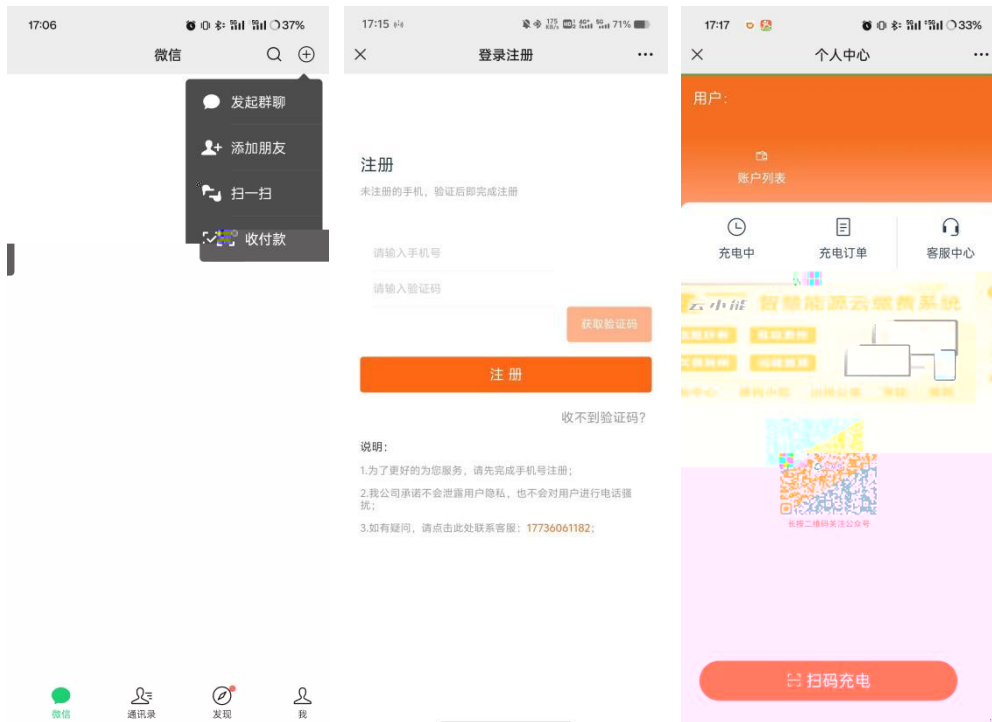 17:06
37%
微信
发起群聊
添加朋友
扫一扫
收付款
微信
通讯录
发现
我
17:15
175 KB/s
71%
登录注册
注册
未注册的手机，验证后即完成注册
请输入手机号
请输入验证码
获取验证码
注 册
收不到验证码?
说明：
1.为了更好的为您服务，请先完成手机号注册；
2.我公司承诺不会泄露用户隐私，也不会对用户进行电话骚
扰；
3.如有疑问，请点击此处联系客服：17736061182；
17:17
33%
个人中心
用户：
账户列表
充电中
充电订单
客服中心
云小能 智慧能源云缴费系统
长按二维码关注公众号
扫码充电